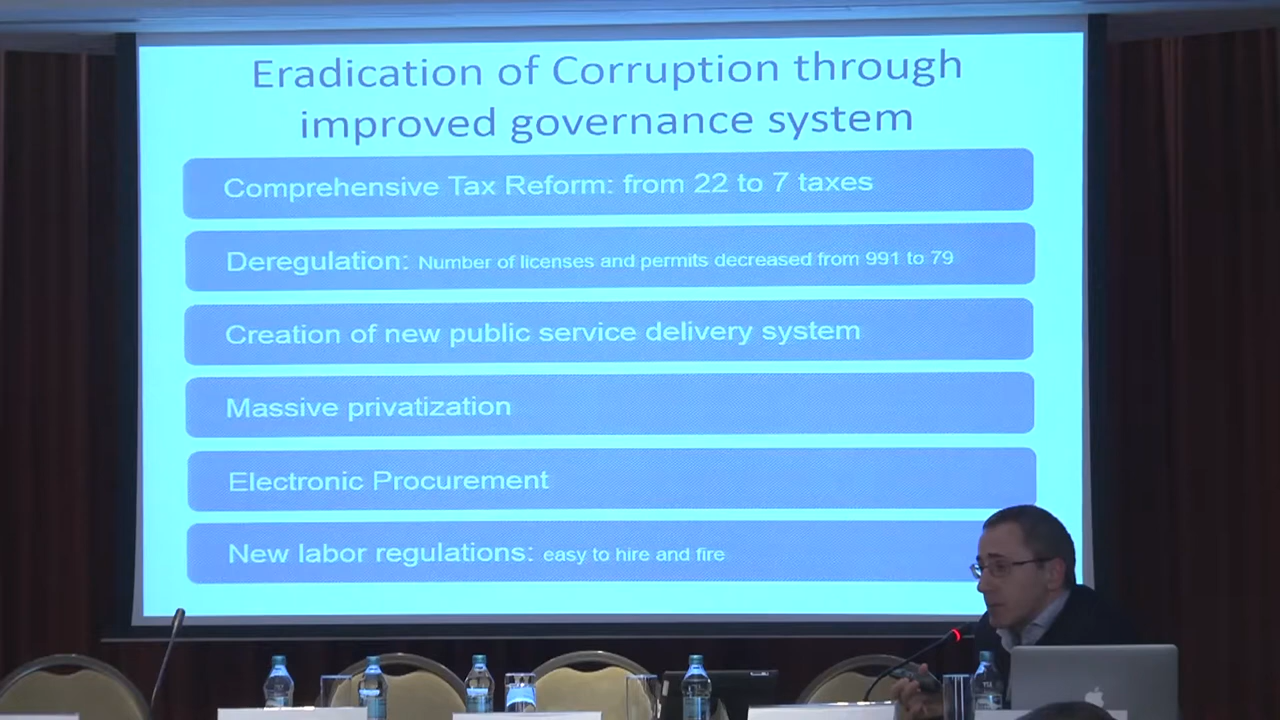 Eradication of Corruption through
improved governance system
Comprehensive Tax Reform: from 22 to 7 taxes
Deregulation: Number of licenses and permits decreased from 991 to 79
Creation of new public service delivery system
Massive privatization
Electronic Procurement
New labor regulations: easy to hire and fire